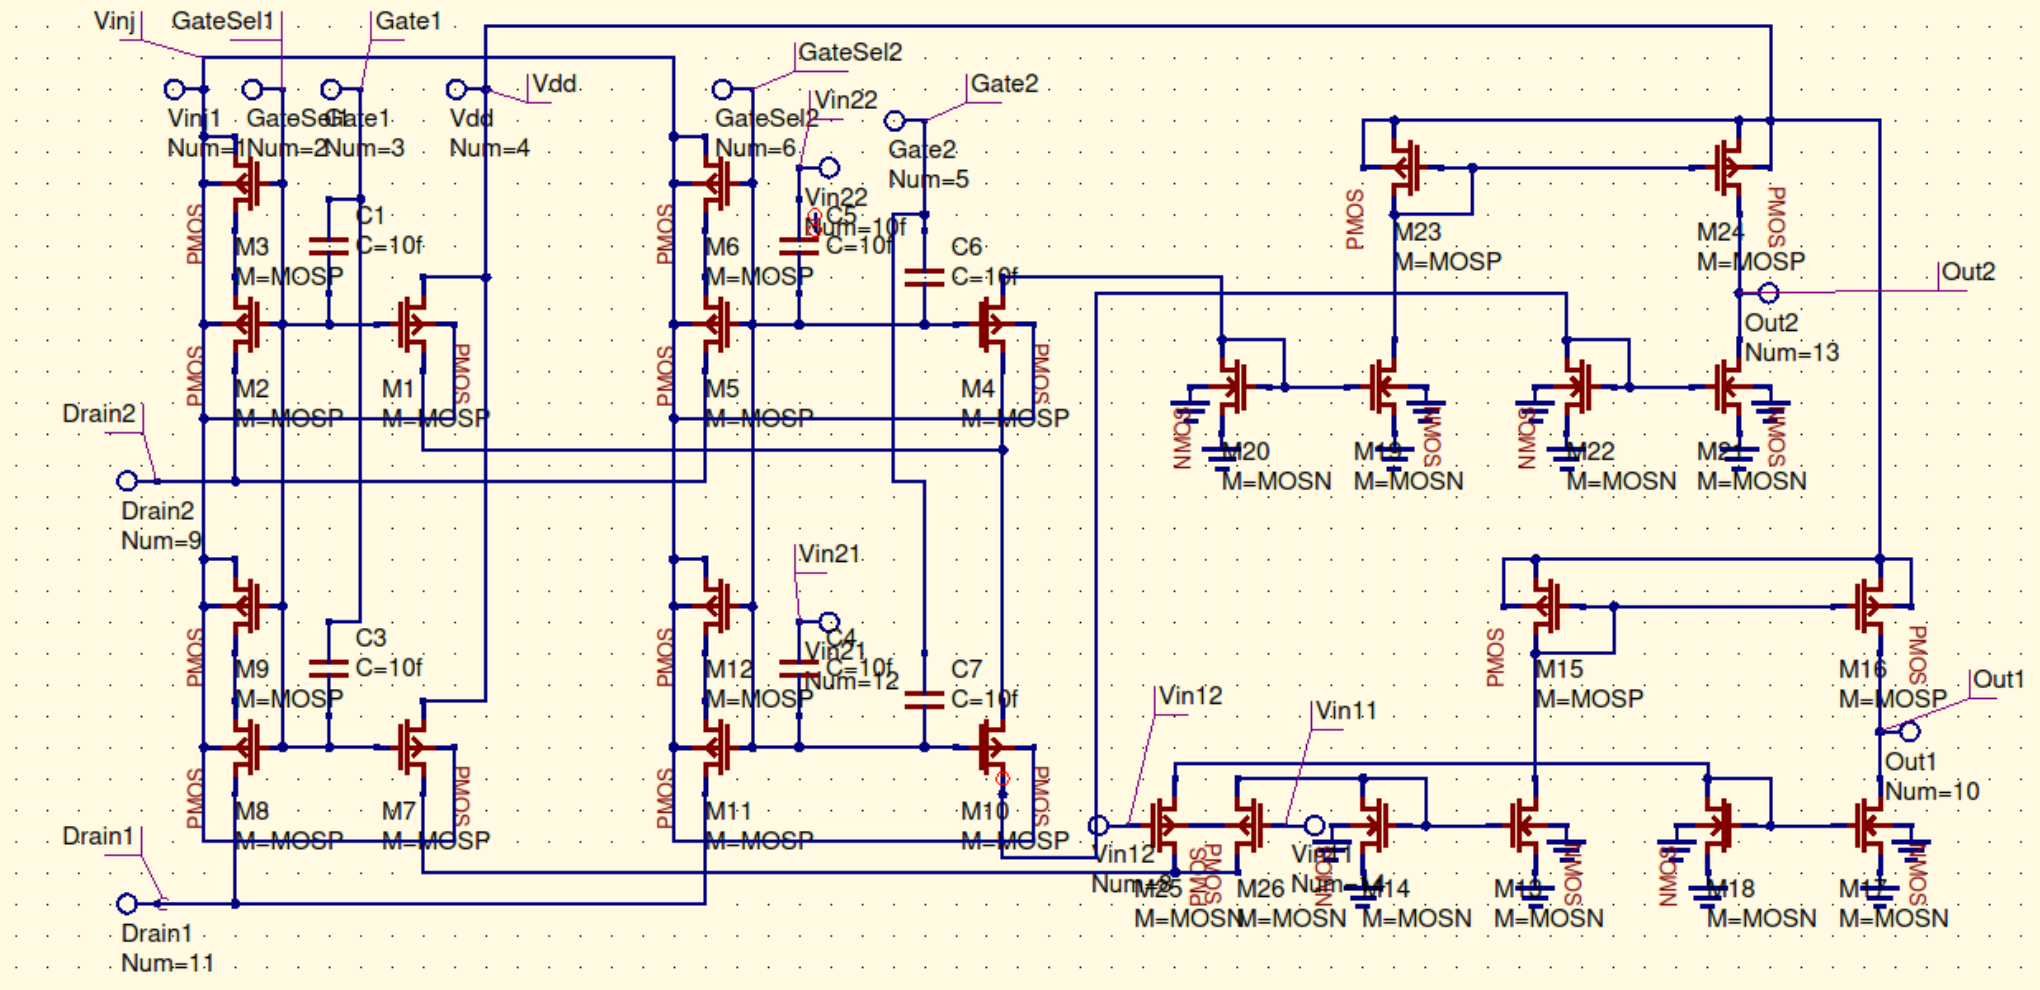 Vinj
GateSel1
Gate1
Vdd
GateSel2
Vin22
Gate2
Vinj1
Num=1
GateSel1
Num=2
Gate1
Num=3
Vdd
Num=4
GateSel2
Num=6
Gate2
Num=5
Vin22
Num=10f
PMOS
M3
M=MOSP
C1
C=10f
PMOS
M6
M=MOSP
C5
C=10f
C6
C=10f
PMOS
M23
M=MOSP
M24
M=MOSP
PMOS
Out2
Out2
Num=13
PMOS
M2
M=MOSP
M1
M=MOSP
PMOS
PMOS
M5
M=MOSP
M4
M=MOSP
PMOS
NMOS
M20
M=MOSN
M19
M=MOSN
NMOS
NMOS
M22
M=MOSN
M21
M=MOSN
NMOS
Drain2
Drain2
Num=9
Vin21
PMOS
M9
M=MOSP
C3
C=10f
PMOS
M12
M=MOSP
C4
C=10f
Vin21
Num=12
C7
C=10f
PMOS
M15
M=MOSP
M16
M=MOSP
PMOS
Vin12
Vin11
Out1
Out1
Num=10
PMOS
M8
M=MOSP
M7
M=MOSP
PMOS
PMOS
M11
M=MOSP
M10
M=MOSP
PMOS
Vin12
Num=8
PMOS
PMOS
Vin11
Num=14
NMOS
M25
M=MOSN
M26
M=MOSN
M14
M=MOSN
M13
M=MOSN
NMOS
NMOS
M18
M=MOSN
M17
M=MOSN
NMOS
Drain1
Drain1
Num=11